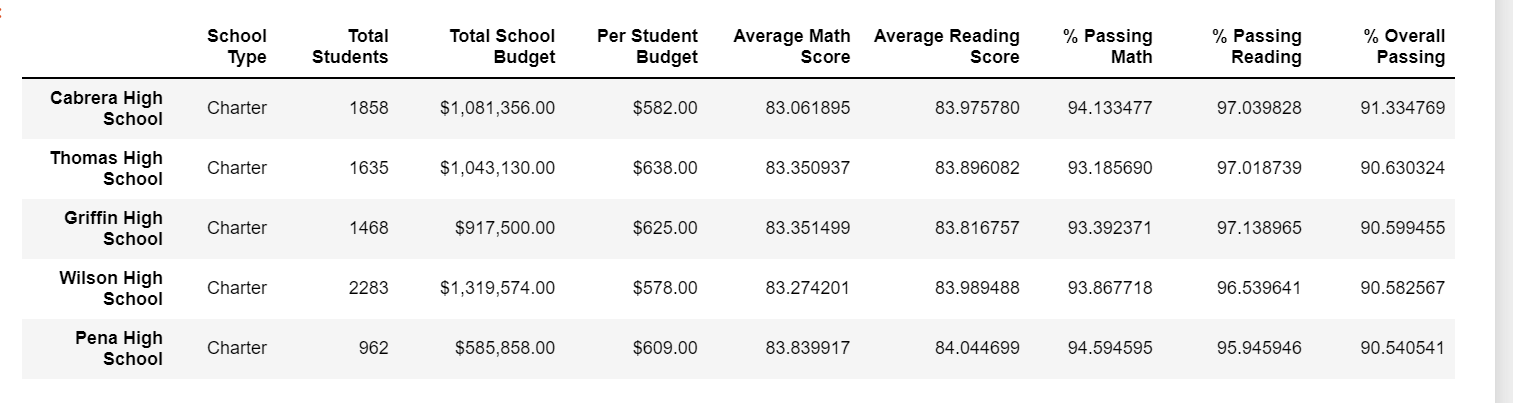 School Type Total Students Total School Budget Per Student Budget Average Math Score Average Reading Score % Passing Math % Passing Reading % Overall Passing
Cabrera High School Charter 1858 $1,081,356.00 $582.00 83.061895 83.975780 94.133477 97.039828 91.334769
Thomas High School Charter 1635 $1,043,130.00 $638.00 83.350937 83.896082 93.185690 97.018739 90.630324
Griffin High School Charter 1468 $917,500.00 $625.00 83.351499 83.816757 93.392371 97.138965 90.599455
Wilson High School Charter 2283 $1,319,574.00 $578.00 83.274201 83.989488 93.867718 96.539641 90.582567
Pena High School Charter 962 $585,858.00 $609.00 83.839917 84.044699 94.594595 95.945946 90.540541